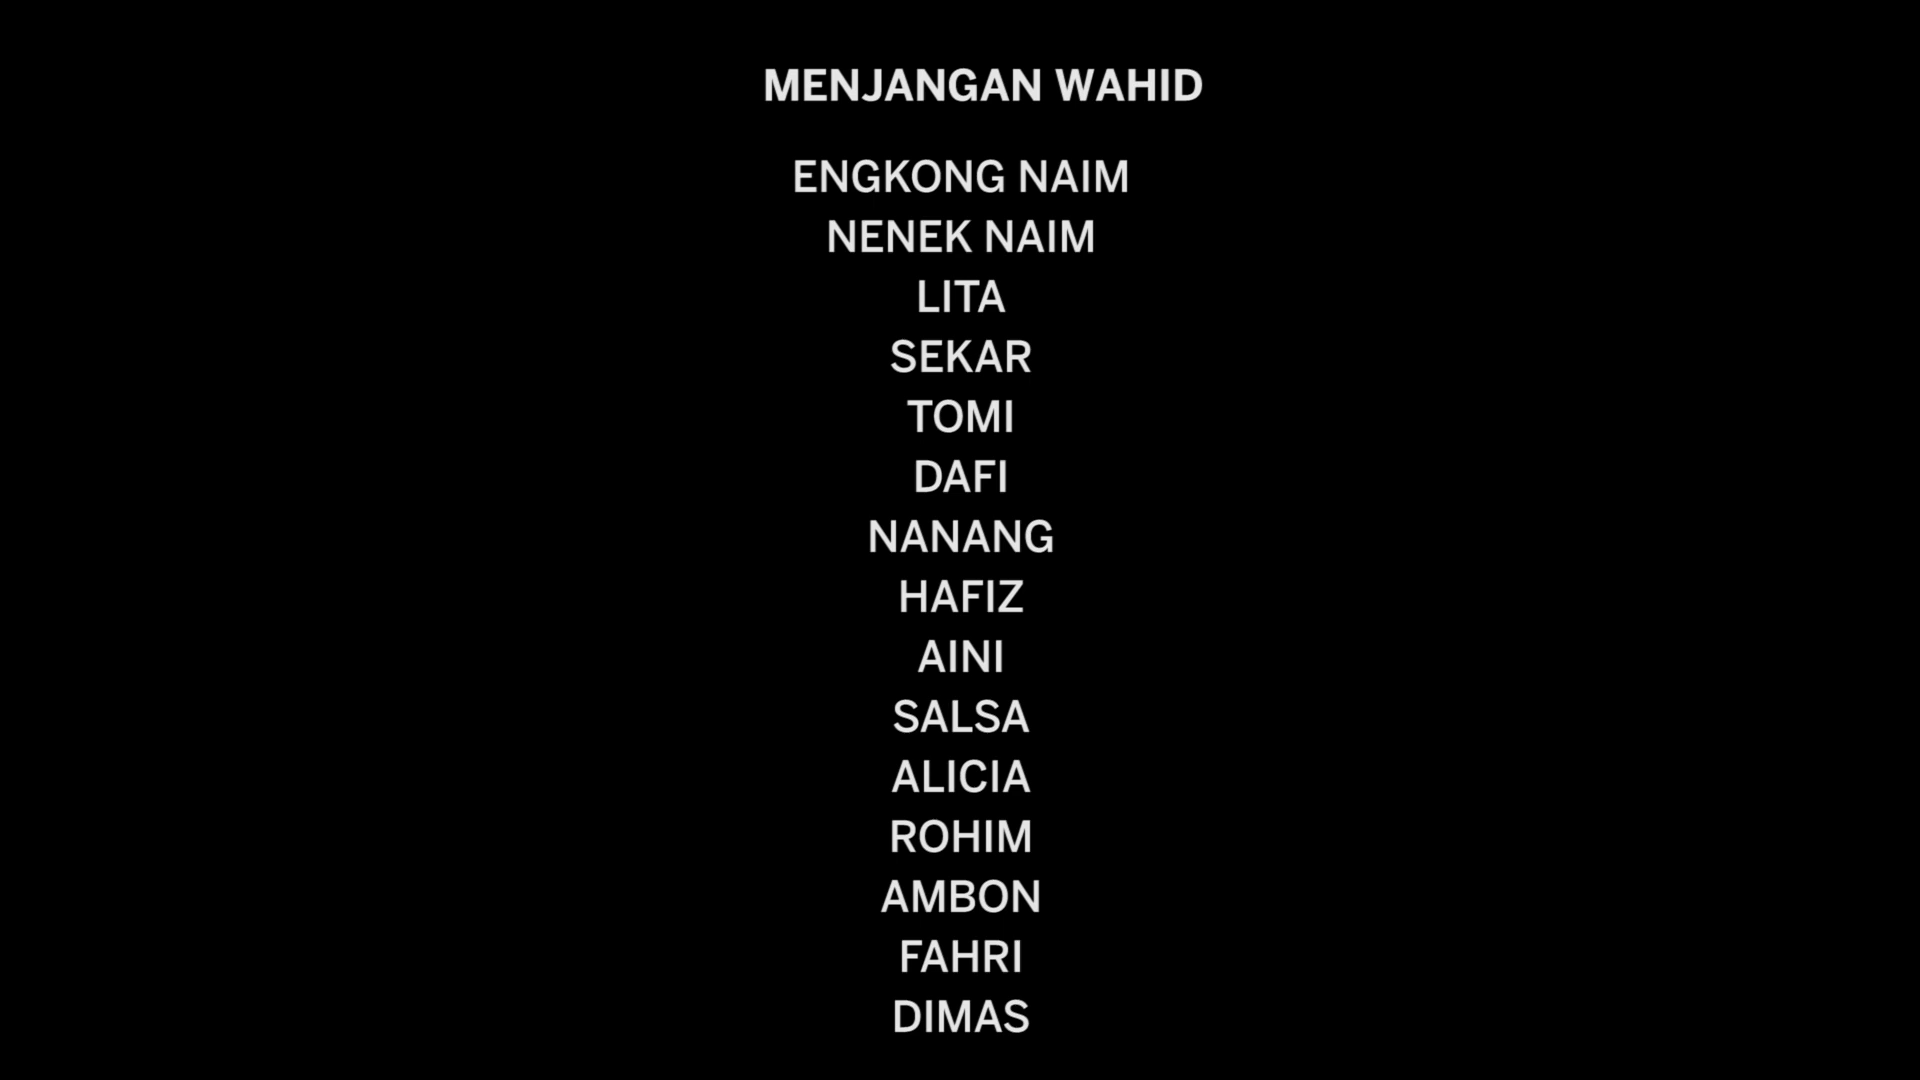 MENJANGAN WAHID
ENGKONG NAIM
NENEK NAIM
LITA
SEKAR
TOMI
DAFI
NANANG
HAFIZ
AINI
SALSA
ALICIA
ROHIM
AMBON
FAHRI
DIMAS